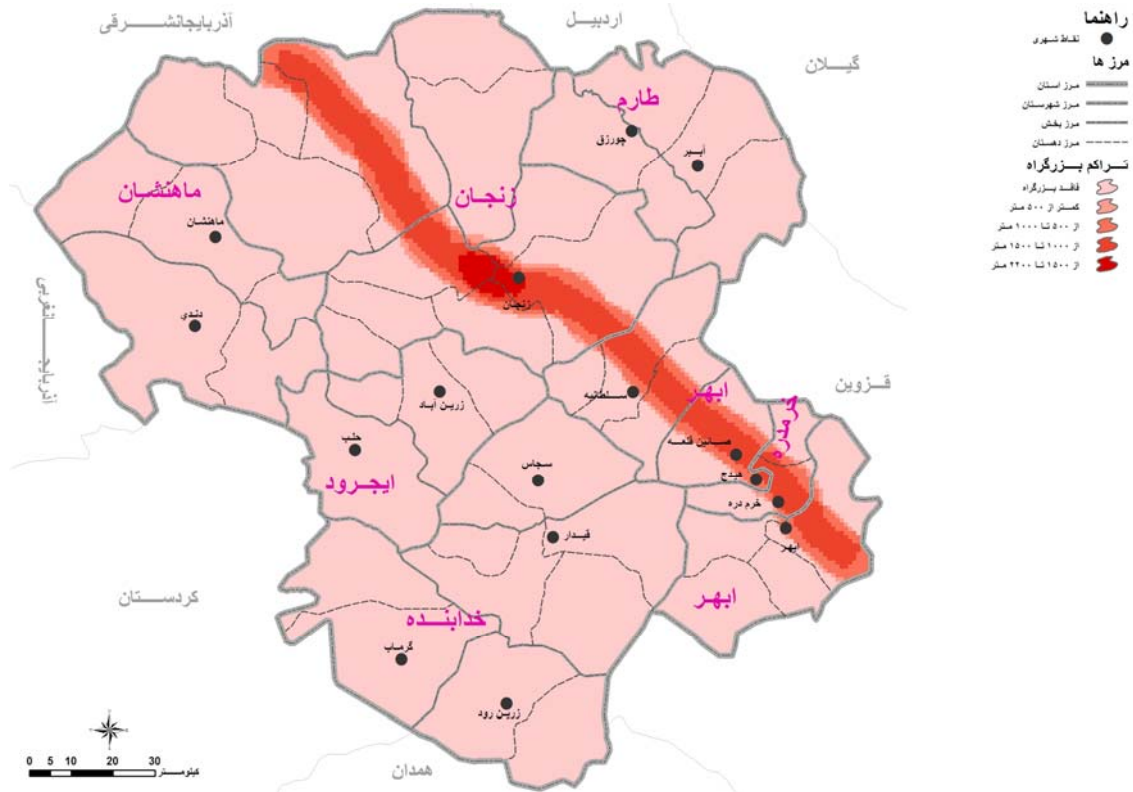 راهنما
نقاط شهری
مرز ها
مرز استان
مرز شهرستان
مرز بخش
مرز دهستان
تراکم بزرگراه
فاقد بزرگراه
کمتر از ۵۰۰ متر
از ۵۰۰ تا ۱۰۰۰ متر
از ۱۰۰۰ تا ۱۵۰۰ متر
از ۱۵۰۰ تا ۲۲۰۰ متر
آذربایجانشرقی
اردبیل
گیلان
طارم
چورزق
آببر
ماهنشان
زنجان
ماهنشان
زنجان
دندی
آذربایجانغربی
قزوین
ابهر
خرمدره
سلطانیه
زرین آباد
حلب
صائین قلعه
سجاس
هیدج
ایجرود
خرم دره
ابهر
قیدار
ابهر
کردستان
خدابنده
گرماب
زرین رود
همدان
0 5 10 20 30
کیلومتر